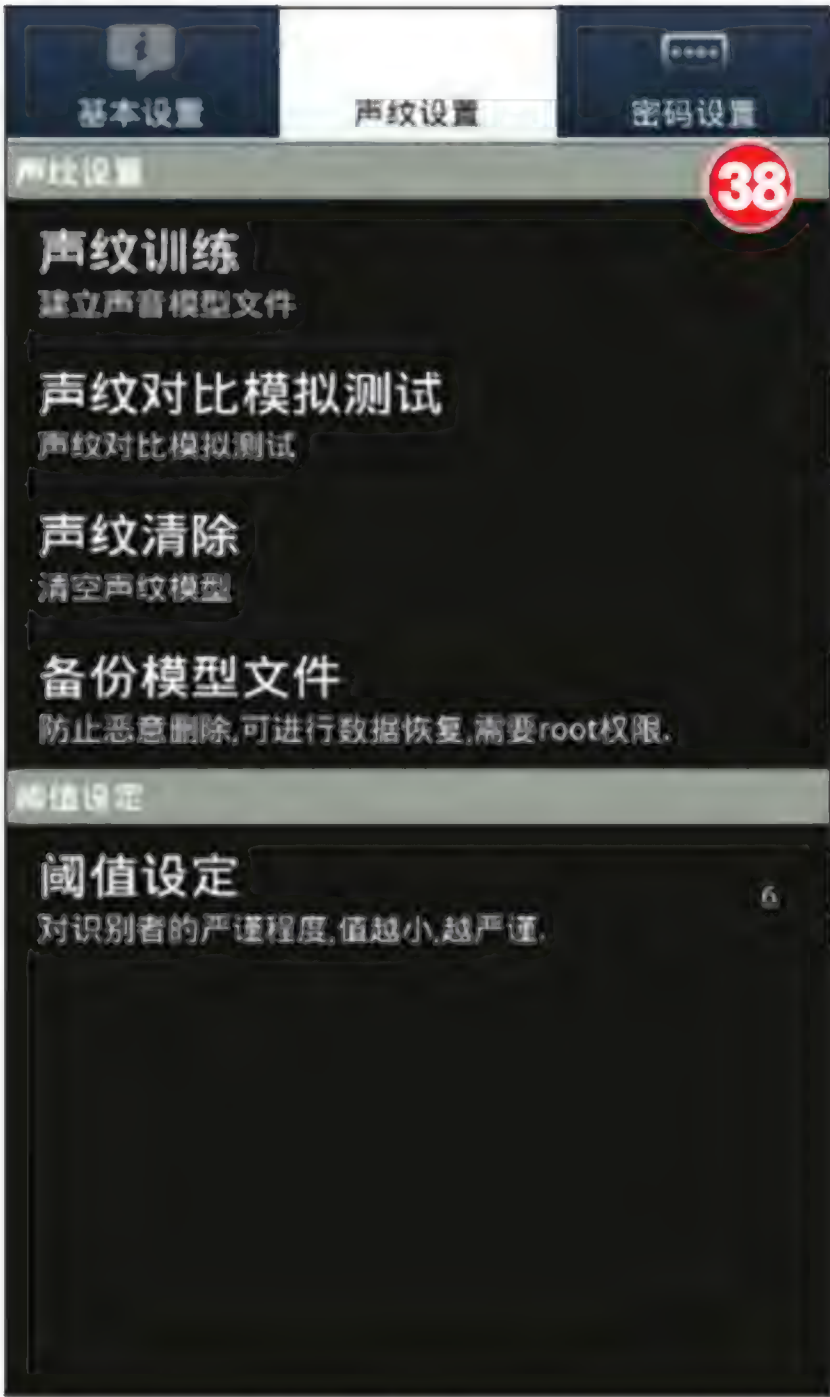 基本设置
声纹设置
密码设置
声纹设置
38
声纹训练
建立声音模型文件
声纹对比模拟测试
声纹对比模拟测试
声纹清除
清空声纹模型
备份模型文件
防止恶意删除,可进行数据恢复,需要root权限.
阈值设定
阈值设定
6
对识别者的严谨程度,值越小,越严谨.